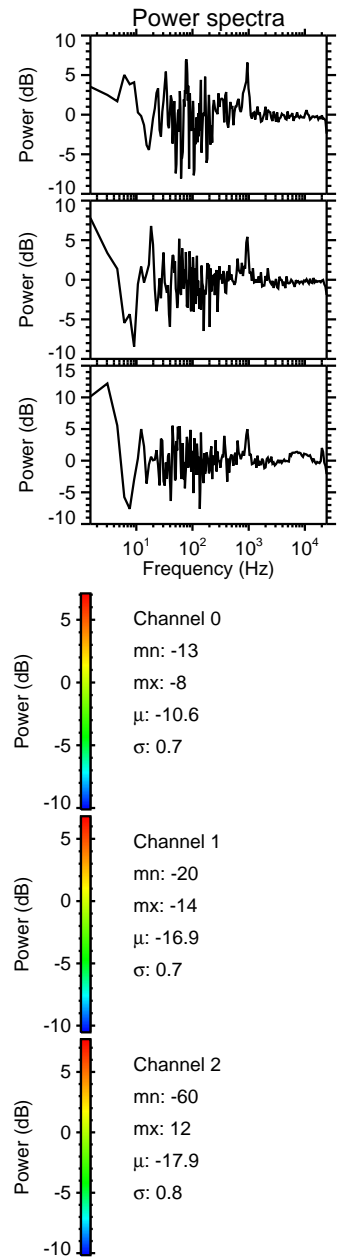 Power spectra
10
5
0
-5
-10
Power (dB)
10
5
0
-5
-10
Power (dB)
15
10
5
0
-5
-10
Power (dB)
10¹ 10² 10³ 10⁴
Frequency (Hz)
5
0
-5
-10
Power (dB)
Channel 0
mn: -13
mx: -8
μ: -10.6
σ: 0.7
5
0
-5
-10
Power (dB)
Channel 1
mn: -20
mx: -14
μ: -16.9
σ: 0.7
5
0
-5
-10
Power (dB)
Channel 2
mn: -60
mx: 12
μ: -17.9
σ: 0.8